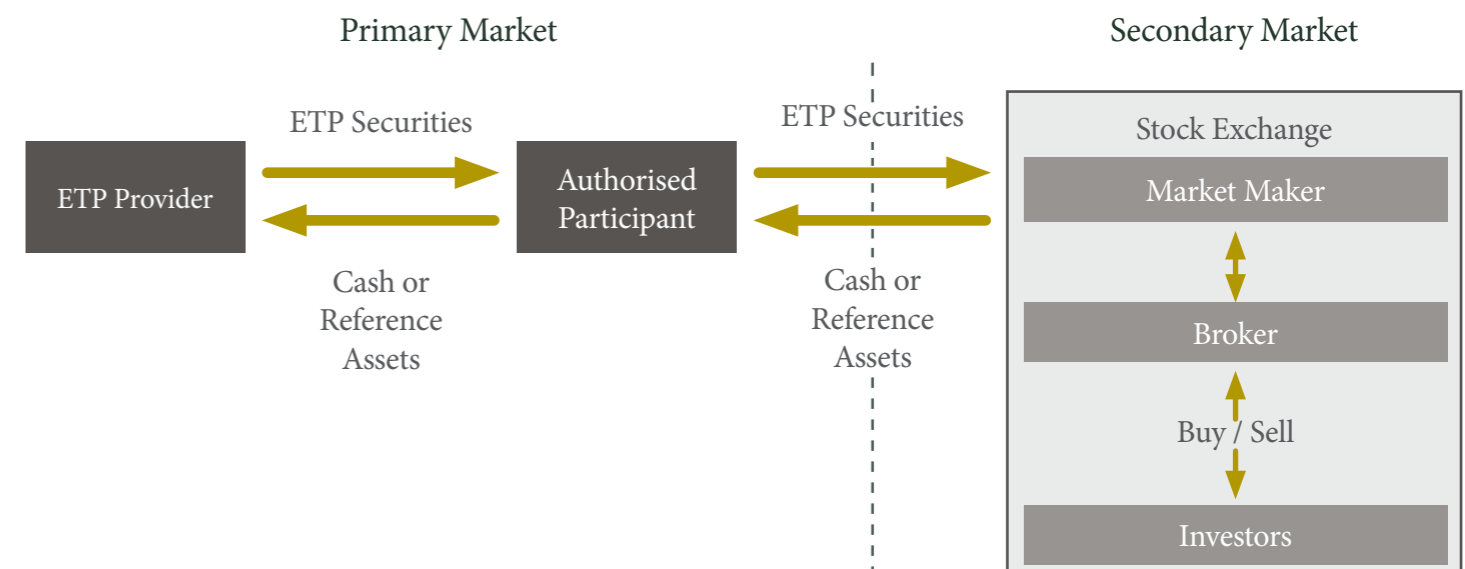 Primary Market
Secondary Market
ETP Securities
ETP Securities
Stock Exchange
ETP Provider
Authorised
Participant
Market Maker
Cash or
Reference
Assets
Cash or
Reference
Assets
Broker
Buy / Sell
Investors